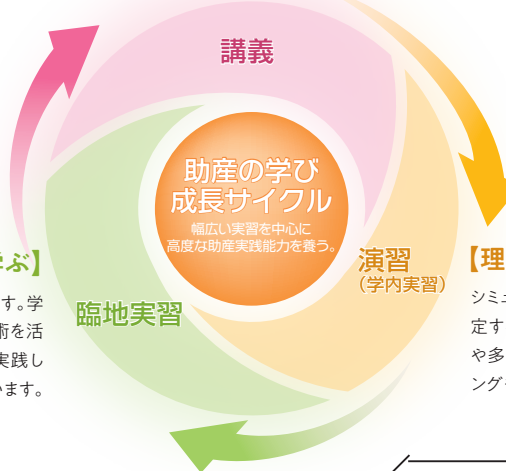 講義
助産の学び
成長サイクル
幅広い実習を中心に
高度な助産実践能力を養う。
演習
（学内実習）
臨地実習
ぶ】
す。学
術を活
実践し
います。
【理
シミュ
定す
や多
ング